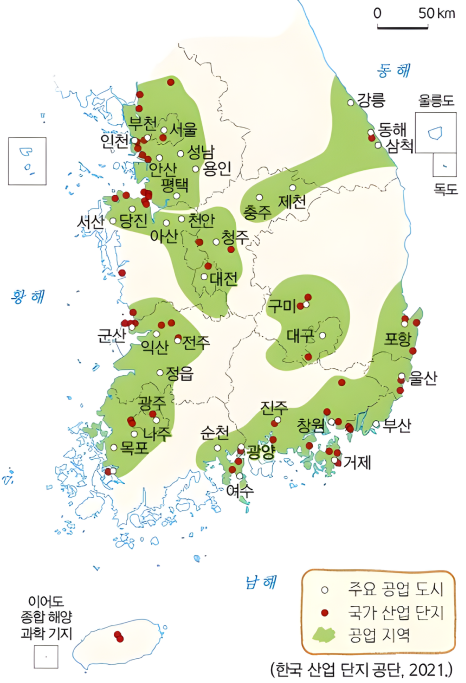 0 50 km
동해
강릉
울릉도
동해
삼척
독도
부천
서울
인천
성남
안산
용인
평택
제천
충주
서산
당진
천안
아산
청주
대전
황해
구미
대구
포항
군산
익산
전주
정읍
울산
광주
나주
목포
순천
진주
창원
부산
광양
거제
여수
남해
이어도
종합 해양
과학 기지
주요 공업 도시
국가 산업 단지
공업 지역
(한국 산업 단지 공단, 2021.)